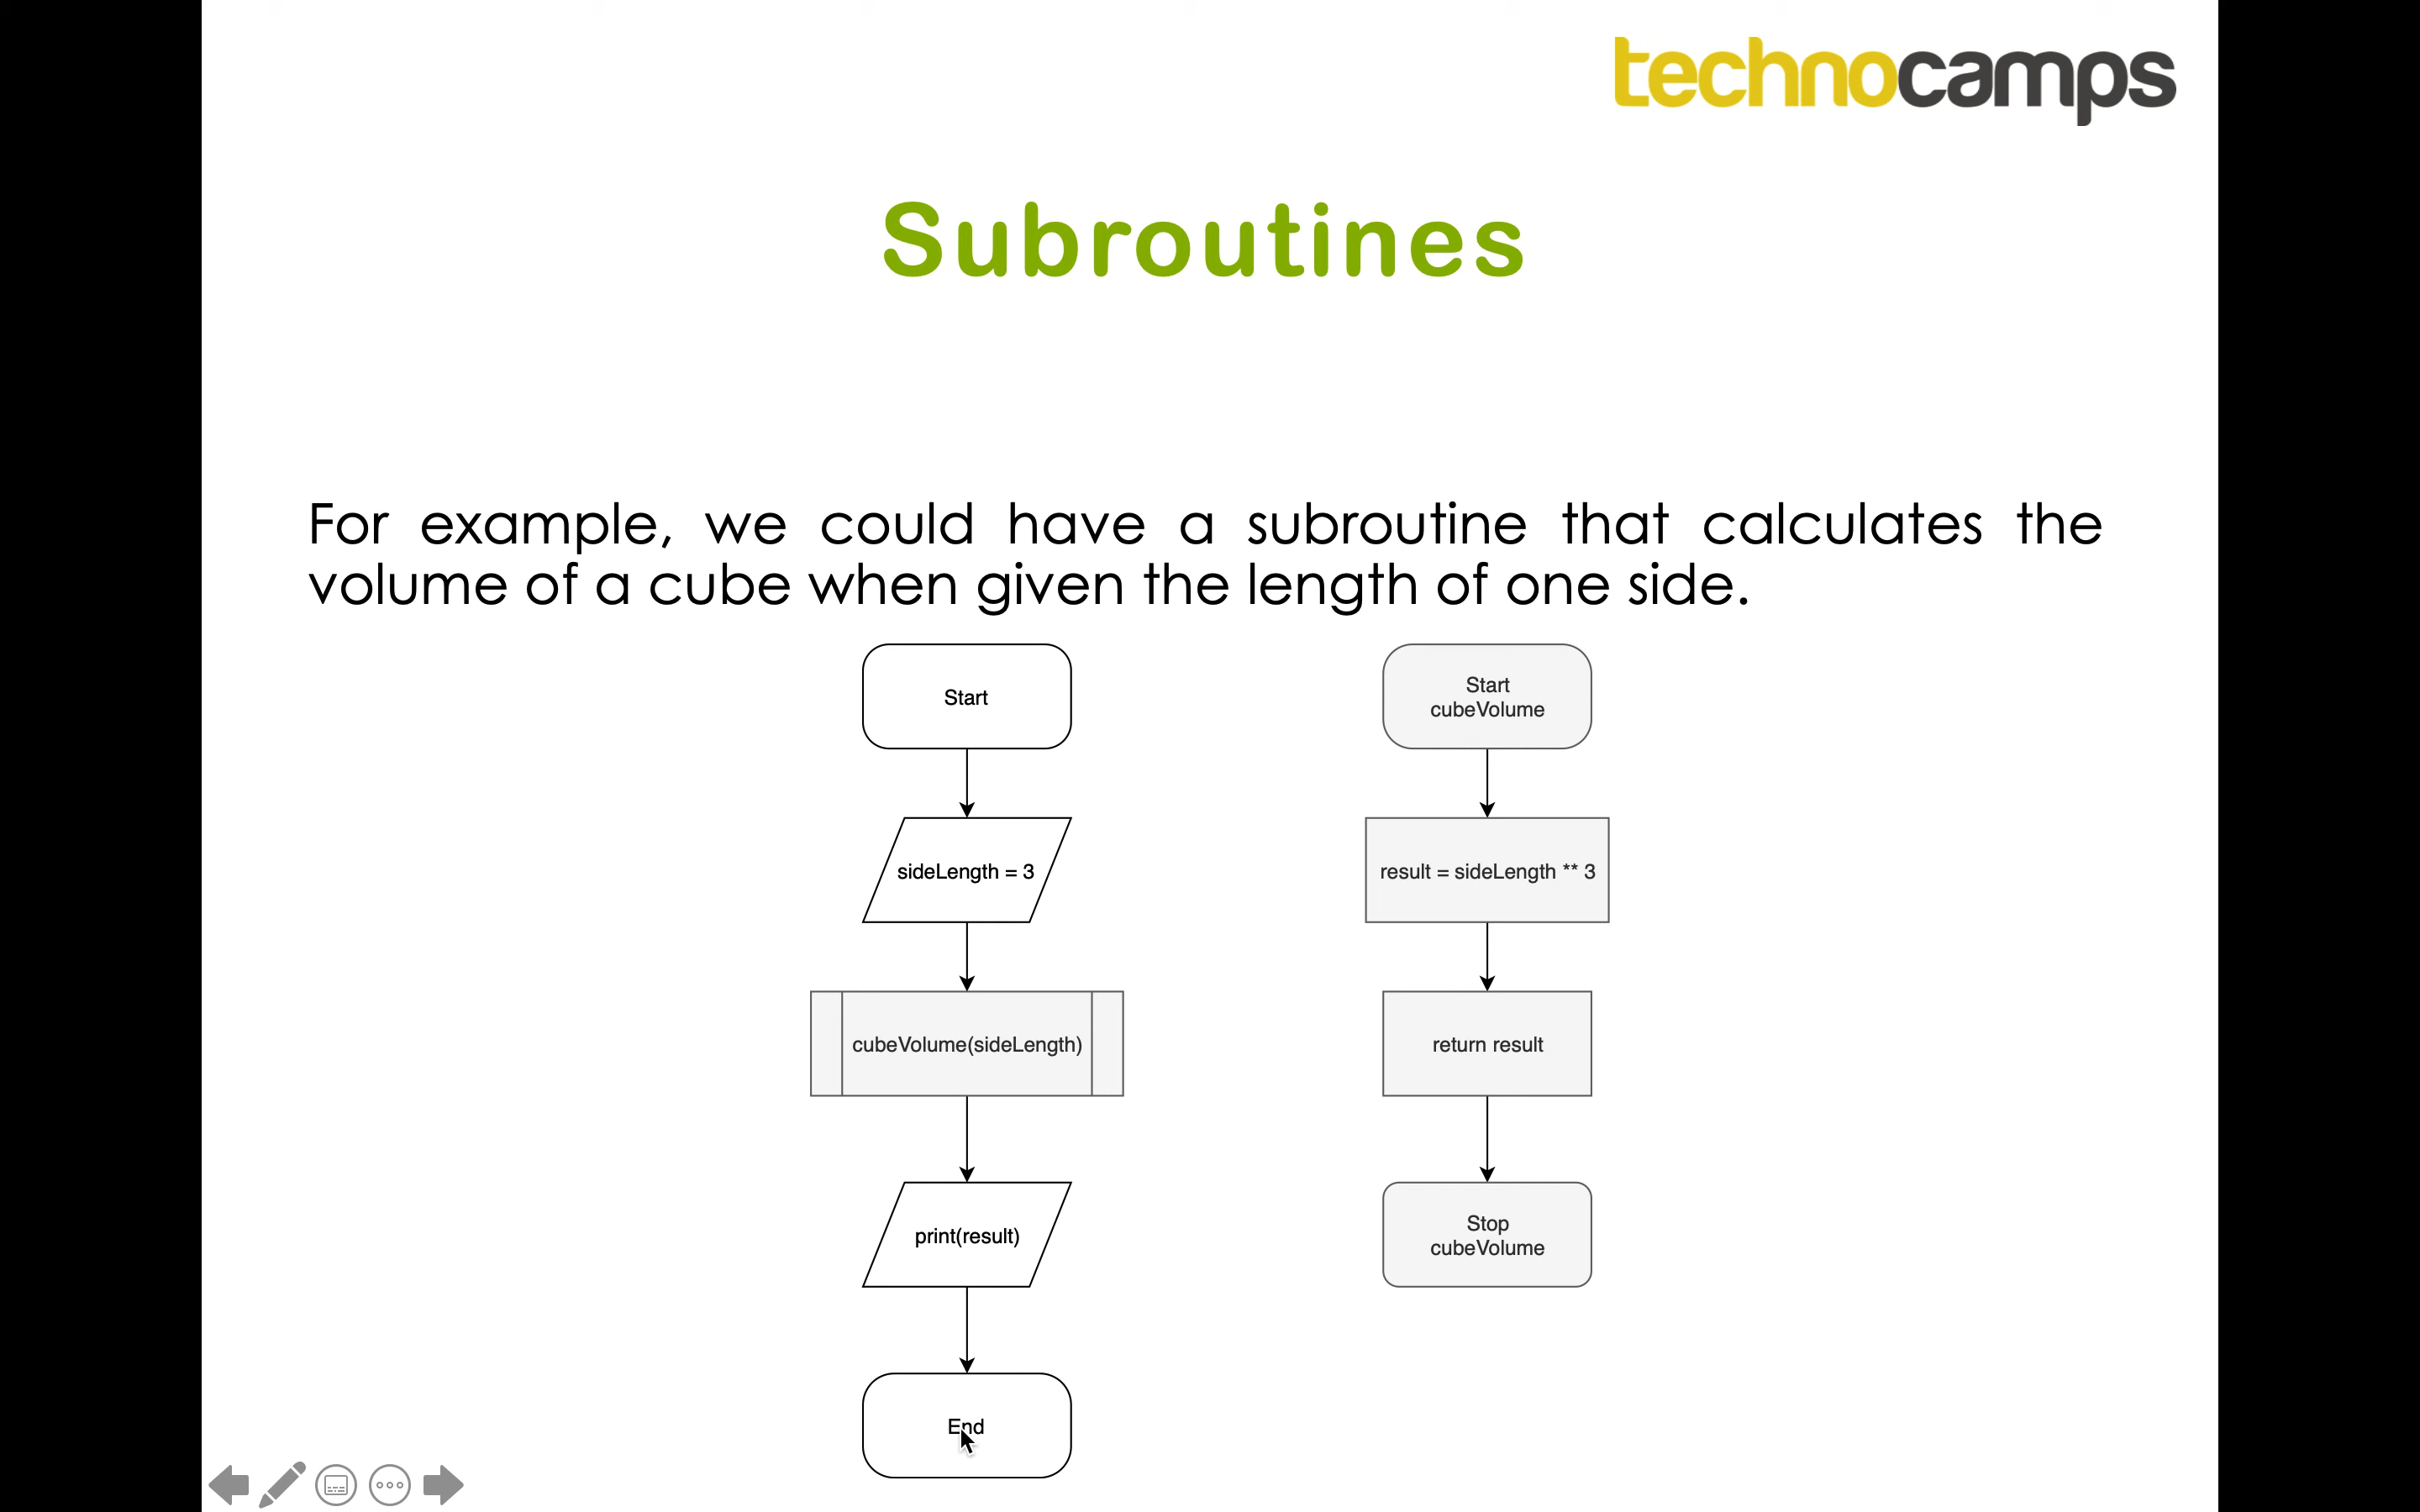 technocamps
Subroutines
For example, we could have a subroutine that calculates the
volume of a cube when given the length of one side.
Start
sideLength = 3
cubeVolume(sideLength)
print(result)
End
Start
cubeVolume
result = sideLength ** 3
return result
Stop
cubeVolume